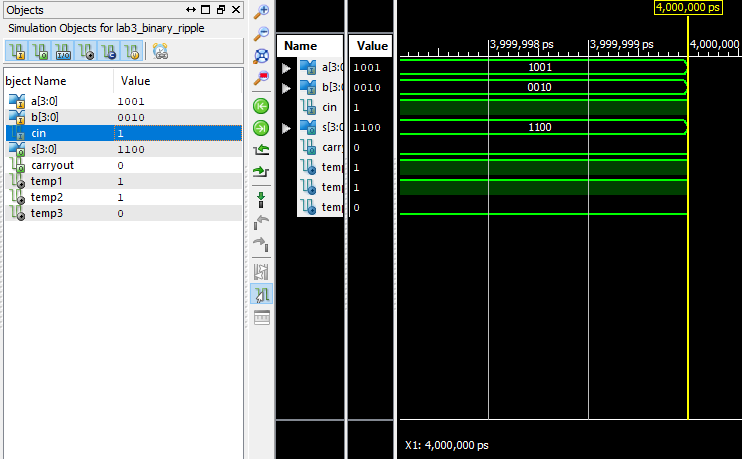 Objects
Simulation Objects for lab3_binary_ripple
bject Name Value
a[3:0] 1001
b[3:0] 0010
cin 1
s[3:0] 1100
carryout 0
temp1 1
temp2 1
temp3 0
Name Value
a[3:0] 1001
b[3:0] 0010
cin 1
s[3:0] 1100
carry 0
temp 1
temp 1
temp 0
4,000,000 ps
3,999,998 ps 3,999,999 ps 4,000,000
1001
0010
1100
X1: 4,000,000 ps